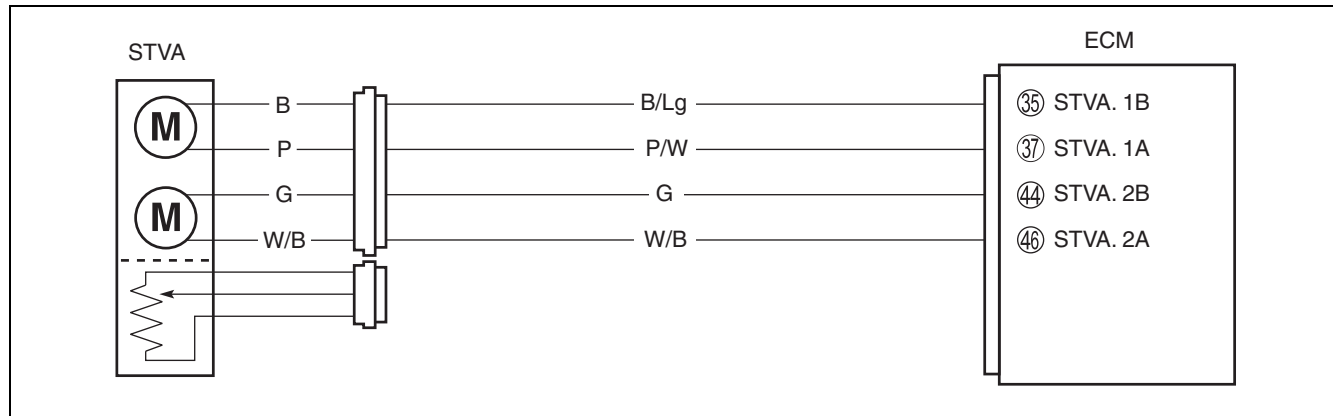 STVA
ECM
M B B/Lg 35 STVA. 1B
P P/W 37 STVA. 1A
M G G 44 STVA. 2B
W/B W/B 46 STVA. 2A